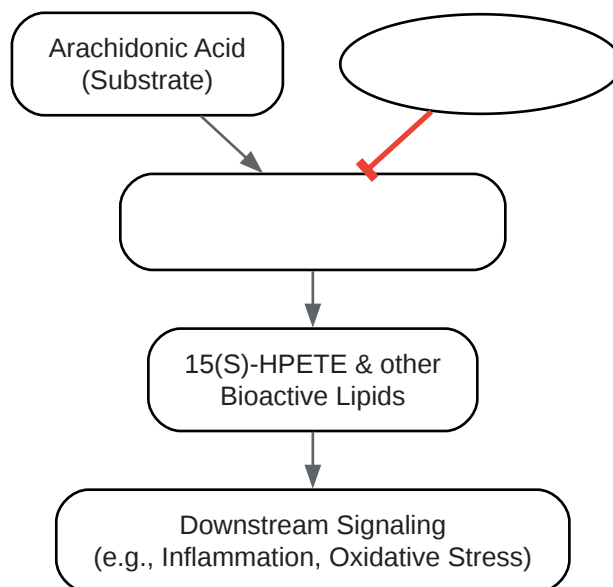 Arachidonic Acid
(Substrate)
15(S)-HPETE & other
Bioactive Lipids
Downstream Signaling
(e.g., Inflammation, Oxidative Stress)